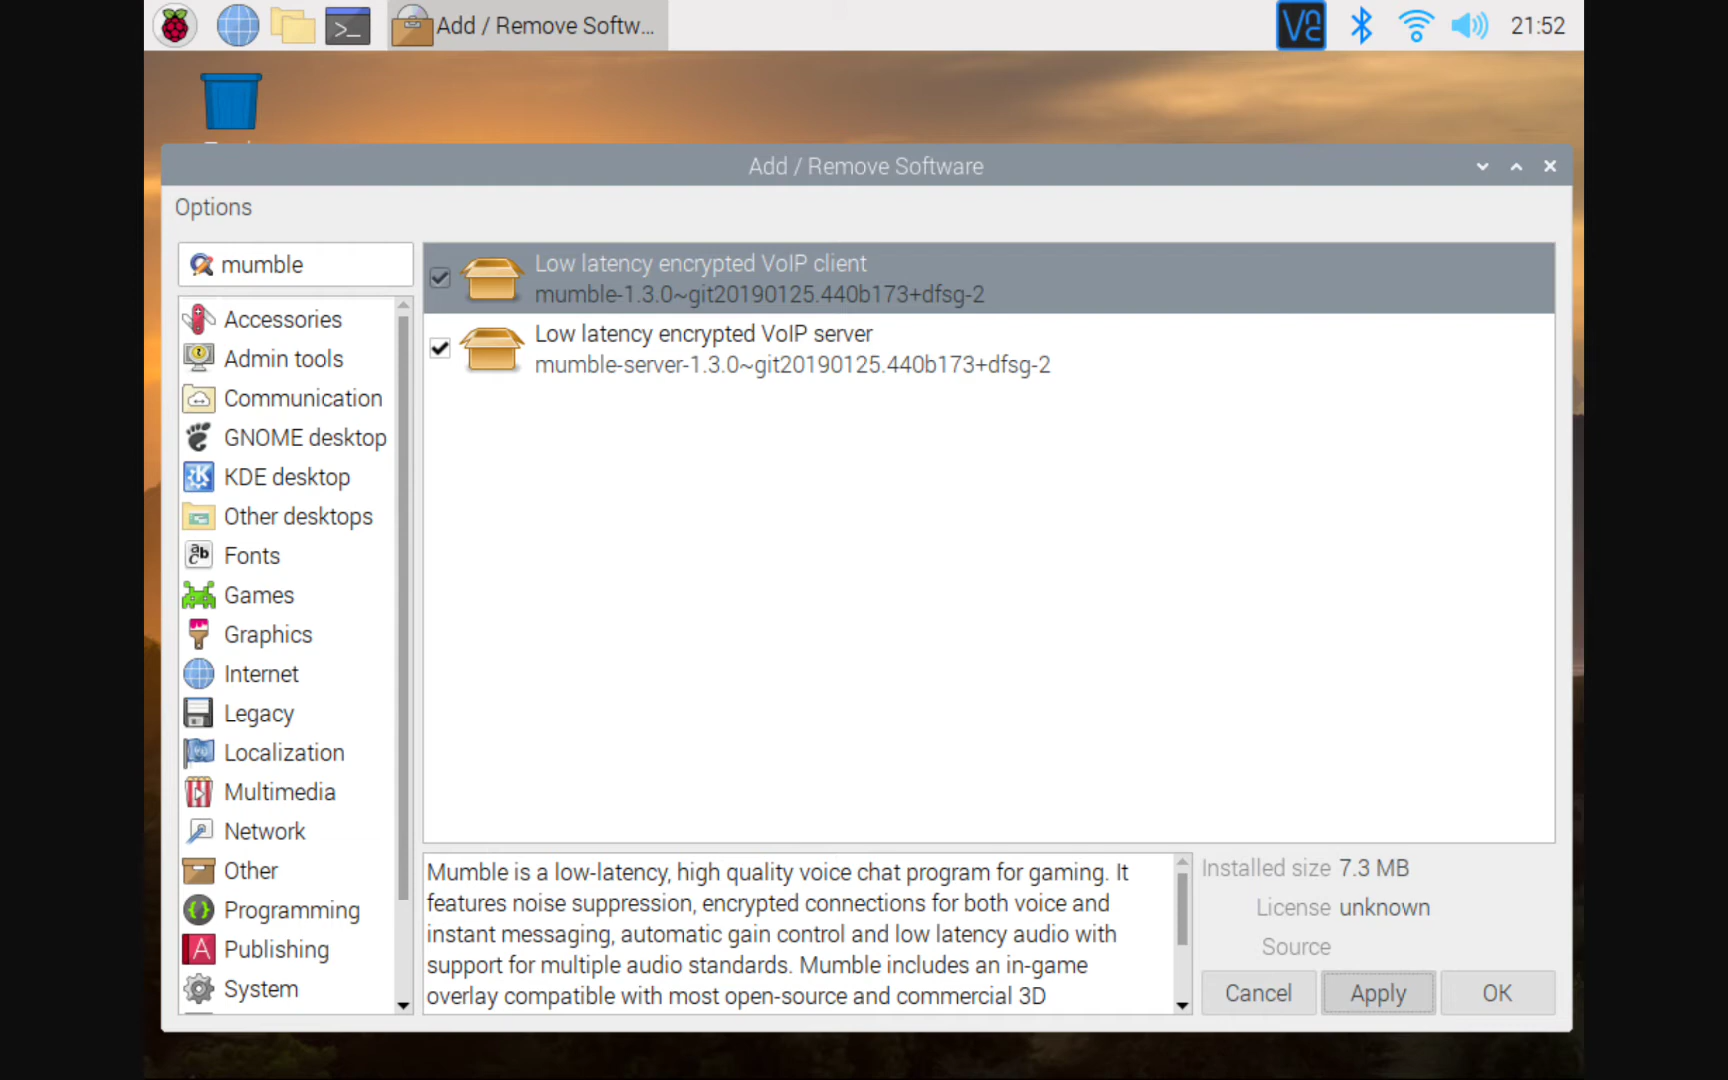 Add / Remove Softw...
21:52
Add / Remove Software
Options
mumble
Accessories
Admin tools
Communication
GNOME desktop
KDE desktop
Other desktops
Fonts
Games
Graphics
Internet
Legacy
Localization
Multimedia
Network
Other
Programming
Publishing
System
Low latency encrypted VoIP client
mumble-1.3.0~git20190125.440b173+dfsg-2
Low latency encrypted VoIP server
mumble-server-1.3.0~git20190125.440b173+dfsg-2
Mumble is a low-latency, high quality voice chat program for gaming. It
features noise suppression, encrypted connections for both voice and
instant messaging, automatic gain control and low latency audio with
support for multiple audio standards. Mumble includes an in-game
overlay compatible with most open-source and commercial 3D
Installed size 7.3 MB
License unknown
Source
Cancel
Apply
OK